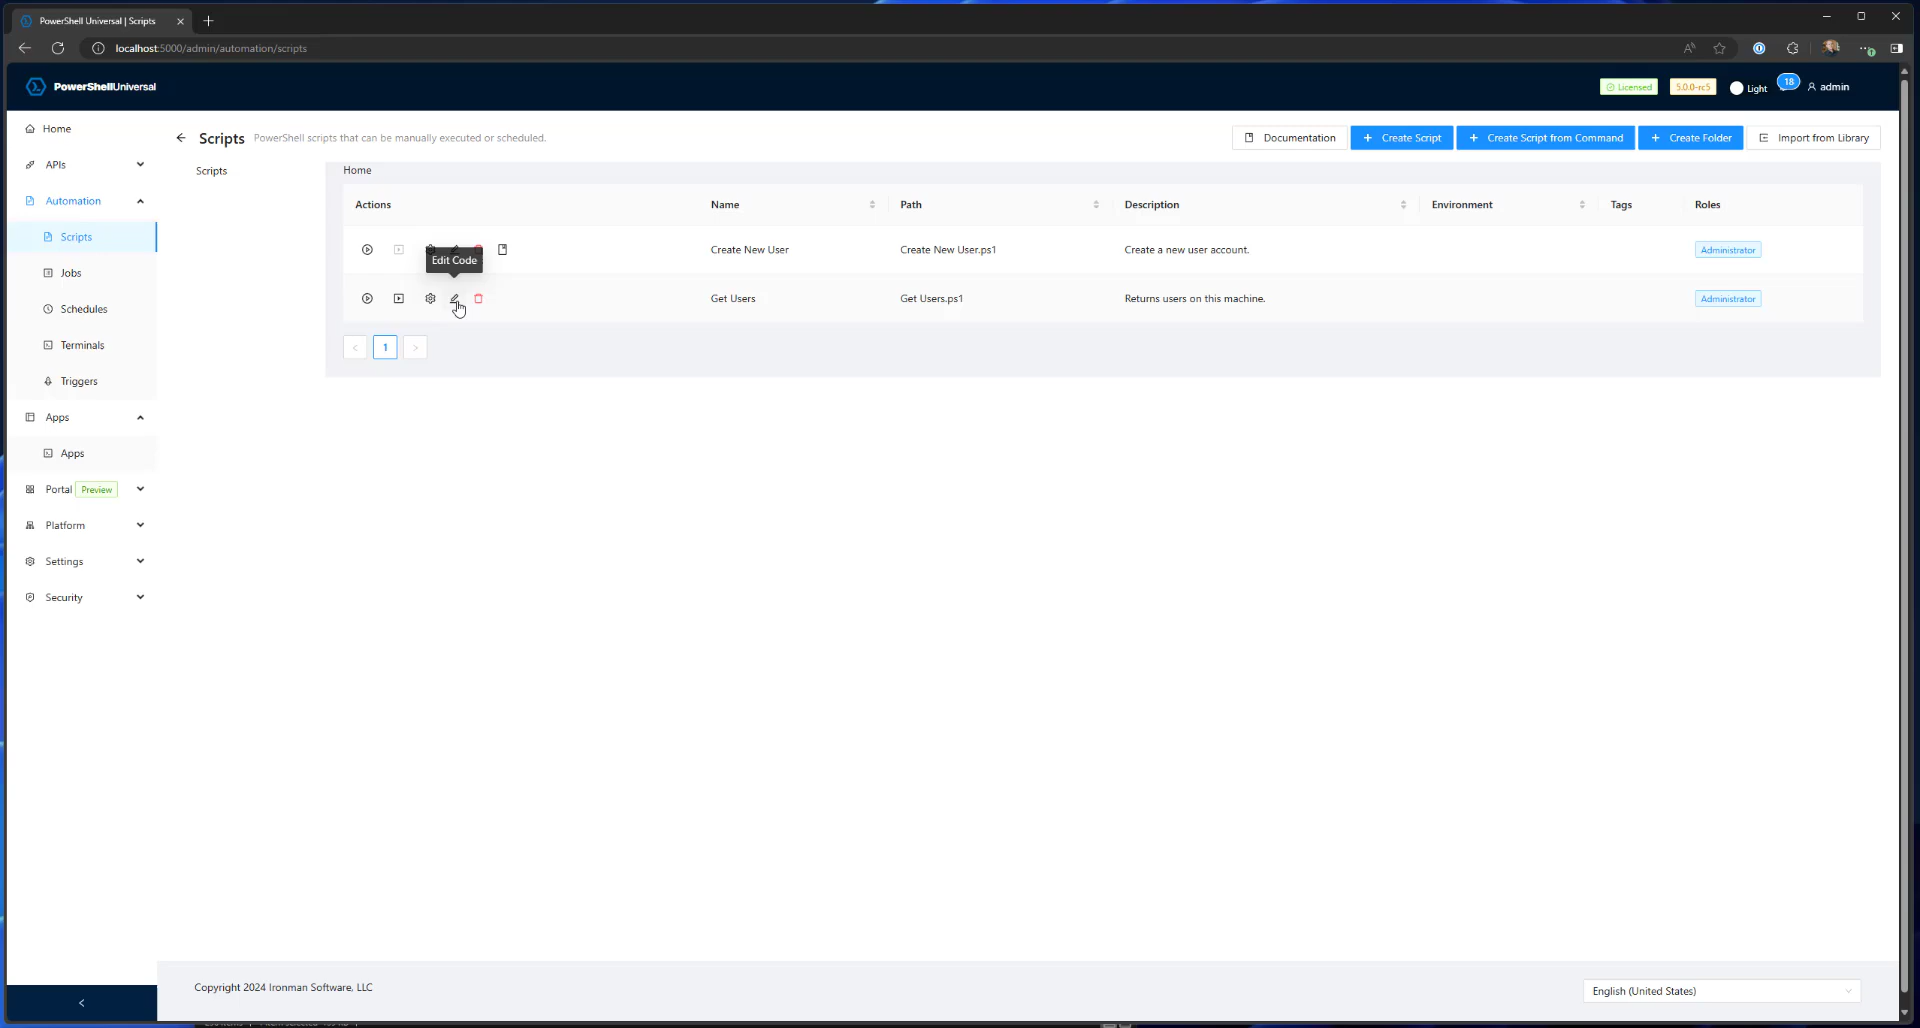 PowerShell Universal | Scripts
localhost:5000/admin/automation/scripts
PowerShellUniversal
Licensed
5.0.0-rc5
Light
18
admin
Home
APIs
Automation
Scripts
Jobs
Schedules
Terminals
Triggers
Apps
Apps
Portal Preview
Platform
Settings
Security
Scripts PowerShell scripts that can be manually executed or scheduled.
Documentation
Create Script
Create Script from Command
Create Folder
Import from Library
Scripts
Home
Actions Name Path Description Environment Tags Roles
Create New User Create New User.ps1 Create a new user account. Administrator
Edit Code
Get Users Get Users.ps1 Returns users on this machine. Administrator
1
Copyright 2024 Ironman Software, LLC
English (United States)